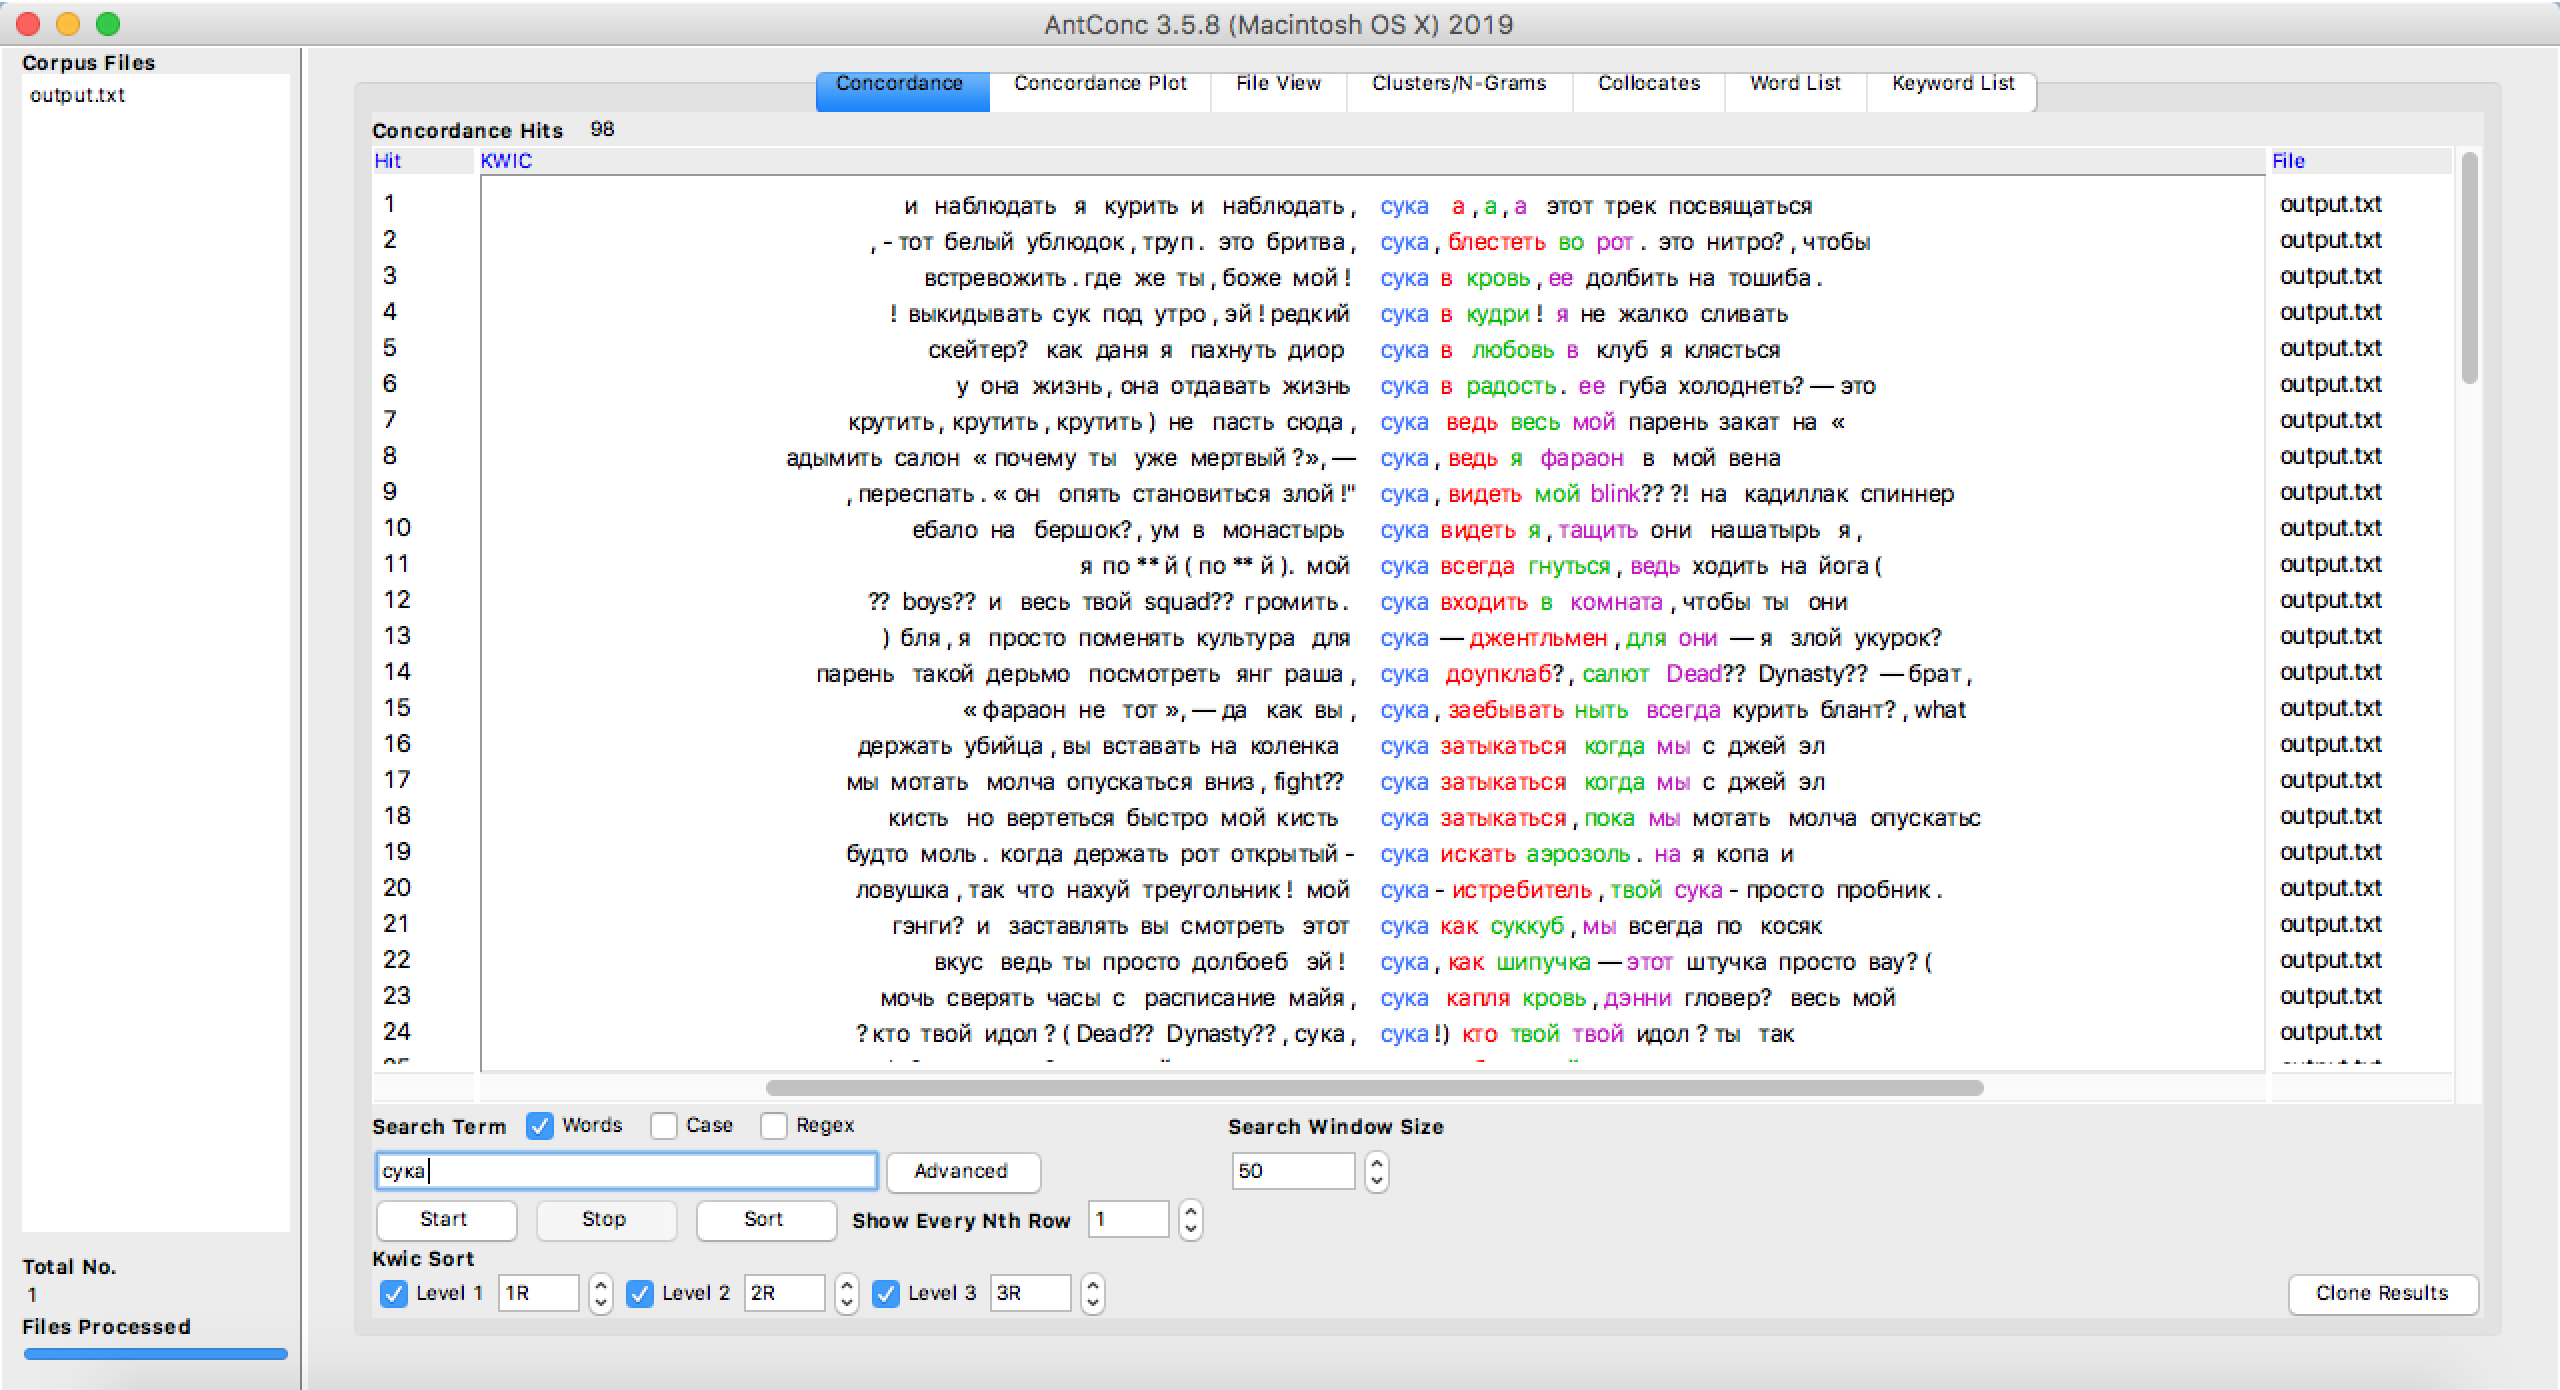 AntConc 3.5.8 (Macintosh OS X) 2019
Corpus Files
output.txt
Concordance Concordance Plot File View Clusters/N-Grams Collocates Word List Keyword List
Concordance Hits 98
Hit KWIC File
1 и наблюдать я курить и наблюдать, сука а,а,а этот трек посвящаться output.txt
2 ,-тот белый ублюдок,труп. это бритва, сука,блестеть во рот. это нитро?,чтобы output.txt
3 встревожить.где же ты,боже мой! сука в кровь,ее долбить на тошиба. output.txt
4 ! выкидывать сук под утро,эй!редкий сука в кудри! я не жалко сливать output.txt
5 скейтер? как даня я пахнуть диор сука в любовь в клуб я клясться output.txt
6 у она жизнь,она отдавать жизнь сука в радость. ее губа холоднеть?—это output.txt
7 крутить,крутить,крутить) не пасть сюда, сука ведь весь мой парень закат на « output.txt
8 адымить салон «почему ты уже мертвый?»,— сука,ведь я фараон в мой вена output.txt
9 ,переспать.«он опять становиться злой!" сука,видеть мой blink???! на кадиллак спиннер output.txt
10 ебало на бершок?,ум в монастырь сука видеть я,тащить они нашатырь я, output.txt
11 я по**й(по**й). мой сука всегда гнуться,ведь ходить на йога( output.txt
12 ?? boys?? и весь твой squad?? громить. сука входить в комната,чтобы ты они output.txt
13 ) бля,я просто поменять культура для сука —джентльмен,для они —я злой укурок? output.txt
14 парень такой дерьмо посмотреть янг раша, сука доупклаб?,салют Dead?? Dynasty?? —брат, output.txt
15 «фараон не тот»,—да как вы, сука,заебывать ныть всегда курить блант?,what output.txt
16 держать убийца,вы вставать на коленка сука затыкаться когда мы с джей эл output.txt
17 мы мотать молча опускаться вниз,fight?? сука затыкаться когда мы с джей эл output.txt
18 кисть но вертеться быстро мой кисть сука затыкаться,пока мы мотать молча опускатьс output.txt
19 будто моль. когда держать рот открытый- сука искать аэрозоль. на я копа и output.txt
20 ловушка,так что нахуй треугольник! мой сука-истребитель,твой сука-просто пробник. output.txt
21 гэнги? и заставлять вы смотреть этот сука как суккуб,мы всегда по косяк output.txt
22 вкус ведь ты просто долбоеб эй! сука,как шипучка—этот штучка просто вау?( output.txt
23 мочь сверять часы с расписание майя, сука капля кровь,дэнни гловер? весь мой output.txt
24 ?кто твой идол?(Dead?? Dynasty??,сука, сука!) кто твой твой идол?ты так output.txt
Search Term Words Case Regex Search Window Size
сука Advanced 50
Start Stop Sort Show Every Nth Row 1
Kwic Sort
Level 1 1R Level 2 2R Level 3 3R Clone Results
Total No.
1
Files Processed